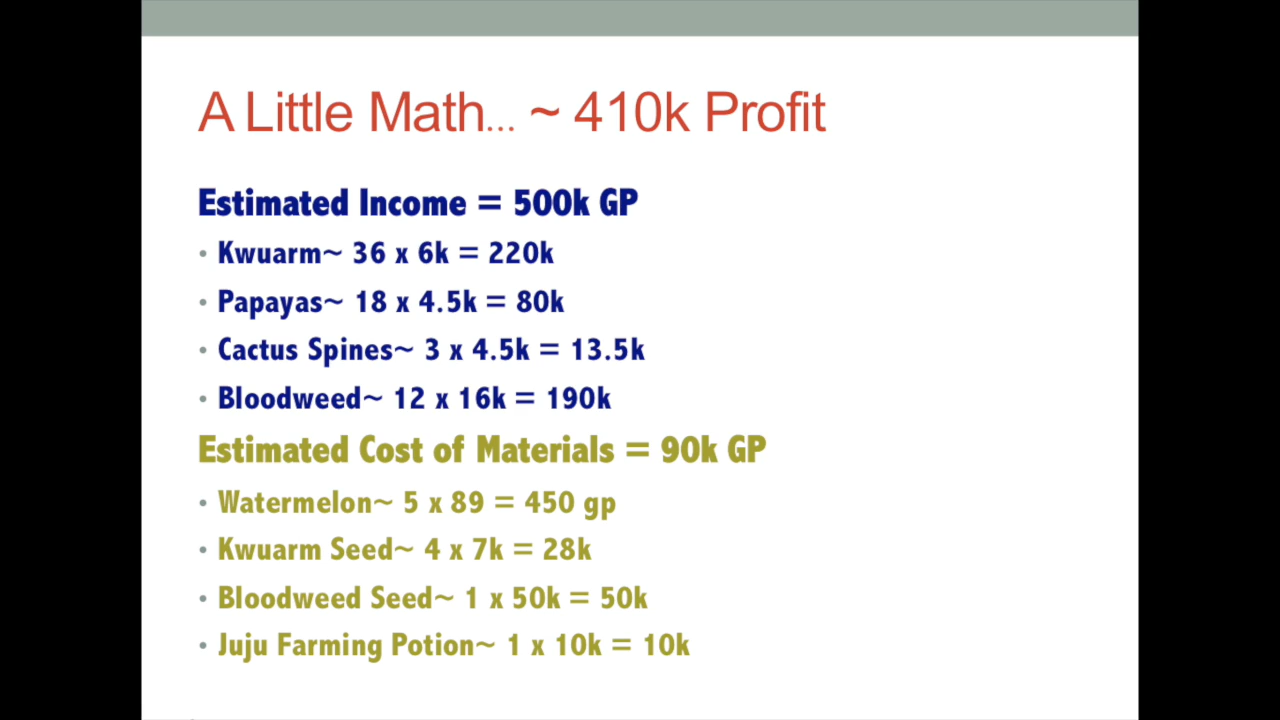 A Little Math... ~ 410k Profit
Estimated Income = 500k GP
• Kwuarm~ 36 x 6k = 220k
• Papayas~ 18 x 4.5k = 80k
• Cactus Spines~ 3 x 4.5k = 13.5k
• Bloodweed~ 12 x 16k = 190k
Estimated Cost of Materials = 90k GP
• Watermelon~ 5 x 89 = 450 gp
• Kwuarm Seed~ 4 x 7k = 28k
• Bloodweed Seed~ 1 x 50k = 50k
• Juju Farming Potion~ 1 x 10k = 10k